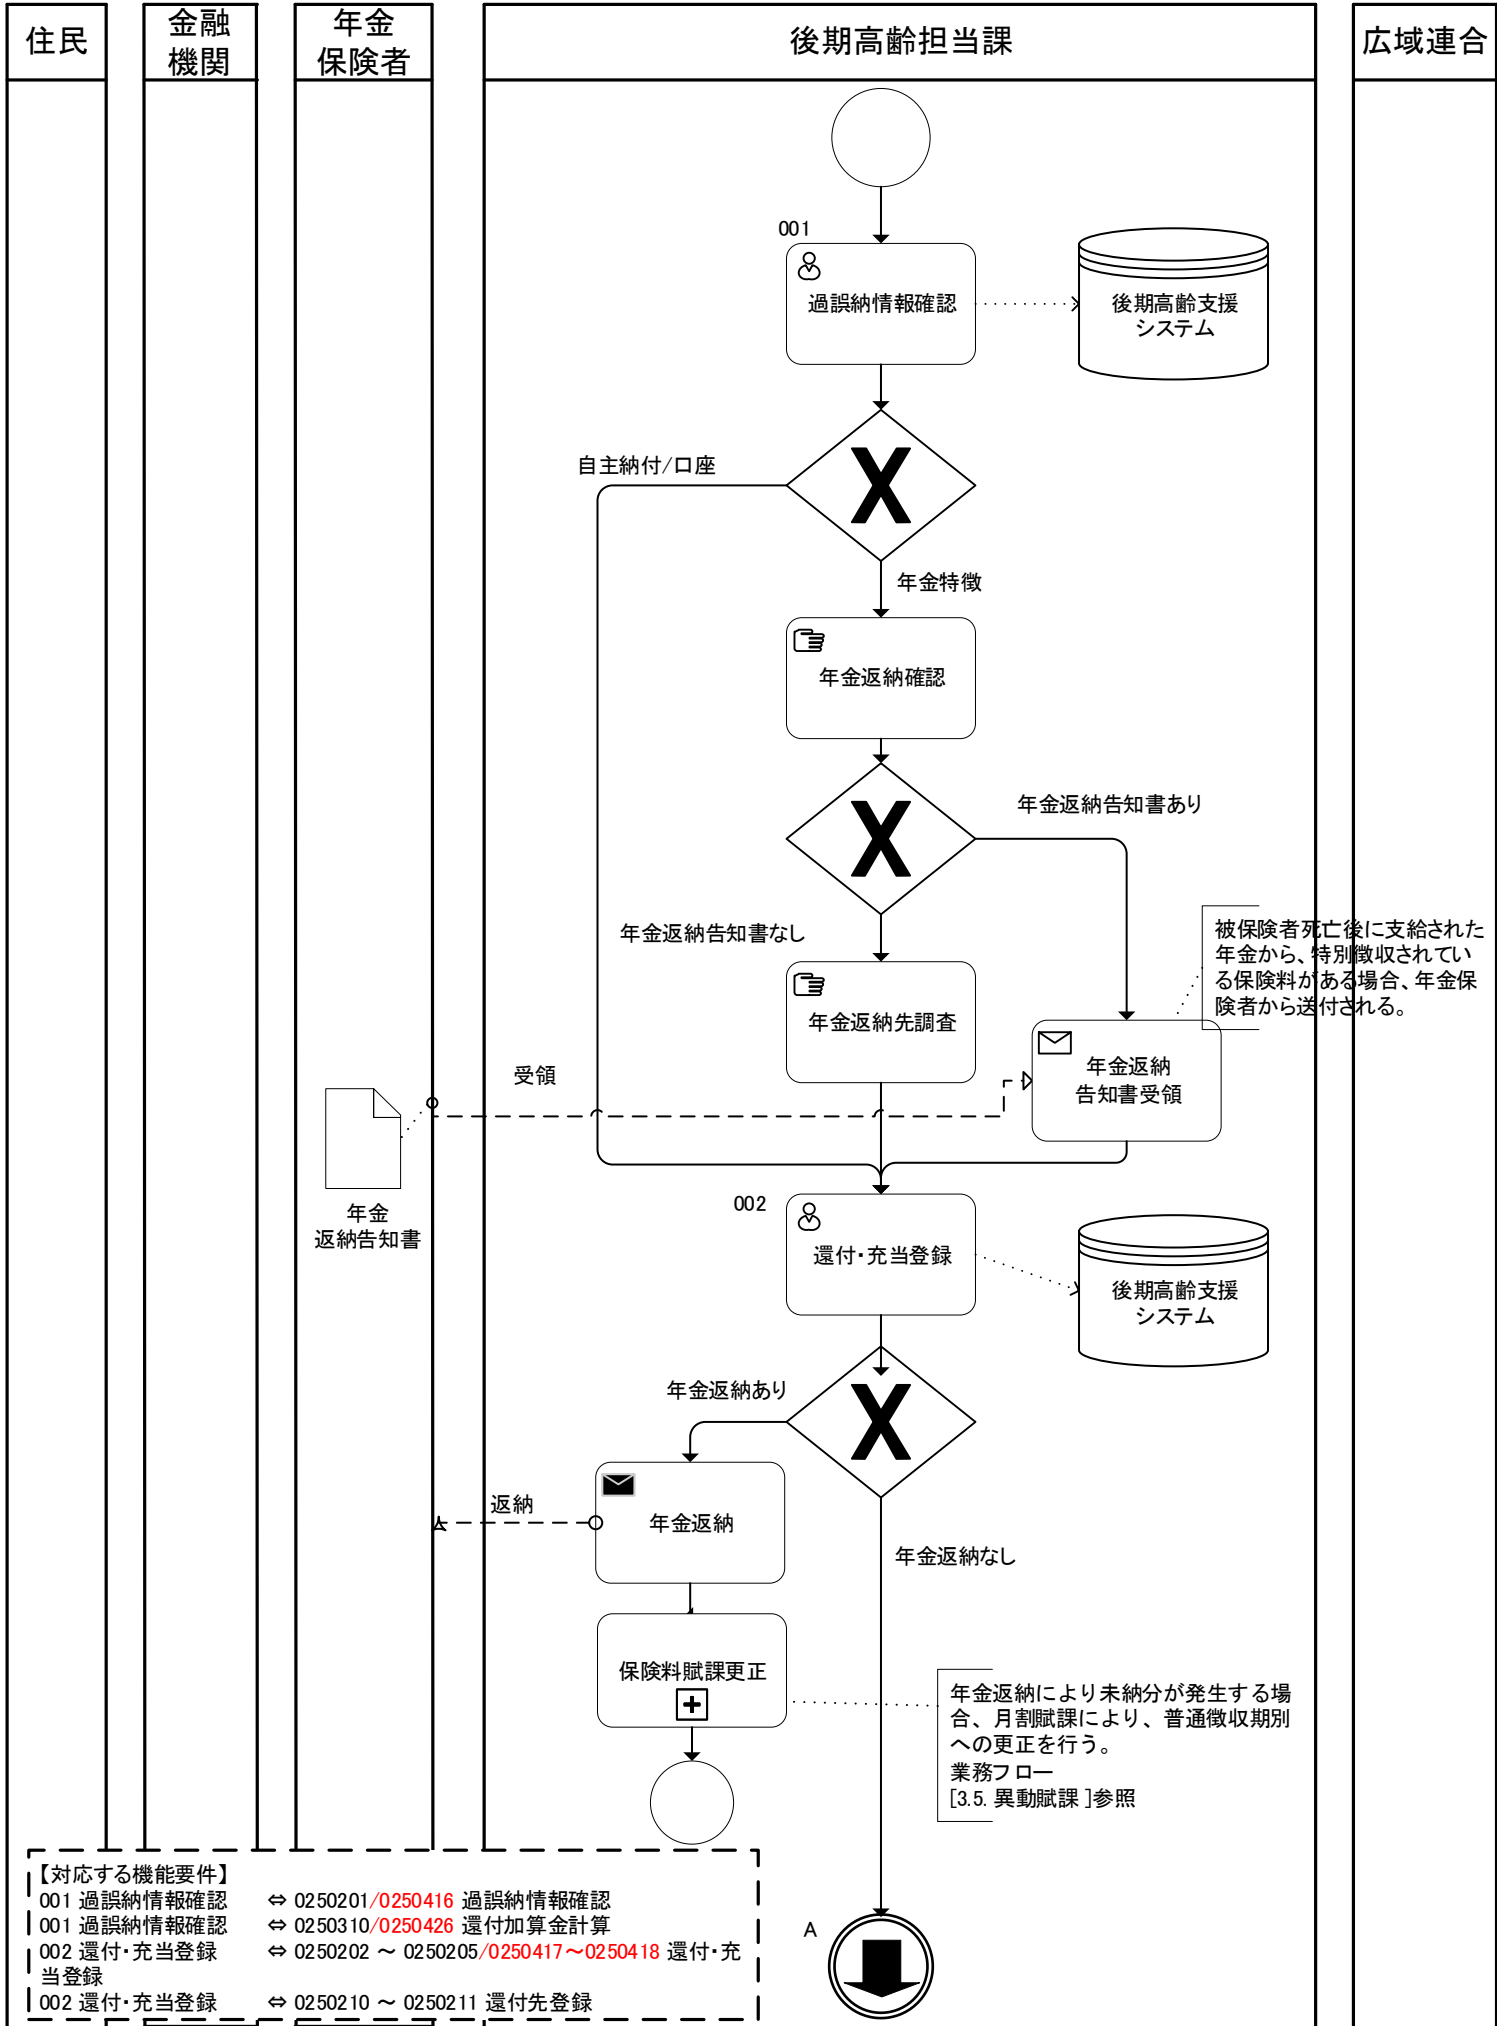 住民
金融
機関
年金
保険者
後期高齢担当課
広域連合
001
過誤納情報確認
後期高齢支援
システム
自主納付/口座
年金特徴
年金返納確認
年金返納告知書あり
年金返納告知書なし
被保険者死亡後に支給された
年金から、特別徴収されてい
る保険料がある場合、年金保
険者から送付される。
年金返納先調査
年金返納
告知書受領
受領
年金
返納告知書
002
還付・充当登録
後期高齢支援
システム
年金返納あり
年金返納
返納
年金返納なし
保険料賦課更正
年金返納により未納分が発生する場
合、月割賦課により、普通徴収期別
への更正を行う。
業務フロー
[3.5. 異動賦課 ]参照
【対応する機能要件】
001 過誤納情報確認 ⇔ 0250201/0250416 過誤納情報確認
001 過誤納情報確認 ⇔ 0250310/0250426 還付加算金計算
002 還付・充当登録 ⇔ 0250202 ～ 0250205/0250417～0250418 還付・充
当登録
002 還付・充当登録 ⇔ 0250210 ～ 0250211 還付先登録
A